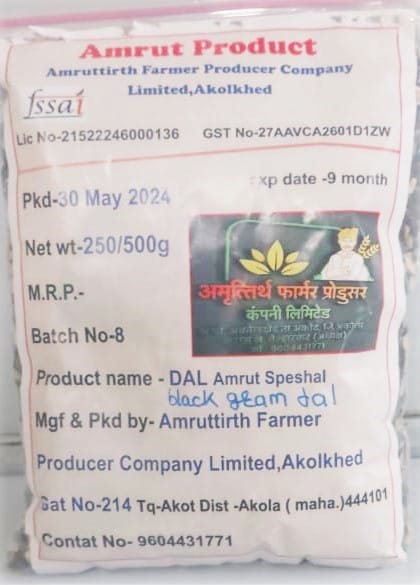 Amrut Product
Amruttirth Farmer Producer Company
Limited,Akolkhed
fssai
Lic No-21522246000136 GST No-27AAVCA2601D1ZW
xp date -9 month
Pkd-30 May 2024
Net wt-250/500g
M.R.P.-
अमृत्तिर्थ फार्मर प्रोडुसर
कंपनी लिमिटेड
9604431771
Batch No-8
Product name - DAL Amrut Speshal
black gram dal
Mgf & Pkd by- Amruttirth Farmer
Producer Company Limited,Akolkhed
Gat No-214 Tq-Akot Dist -Akola ( maha.)444101
Contat No- 9604431771